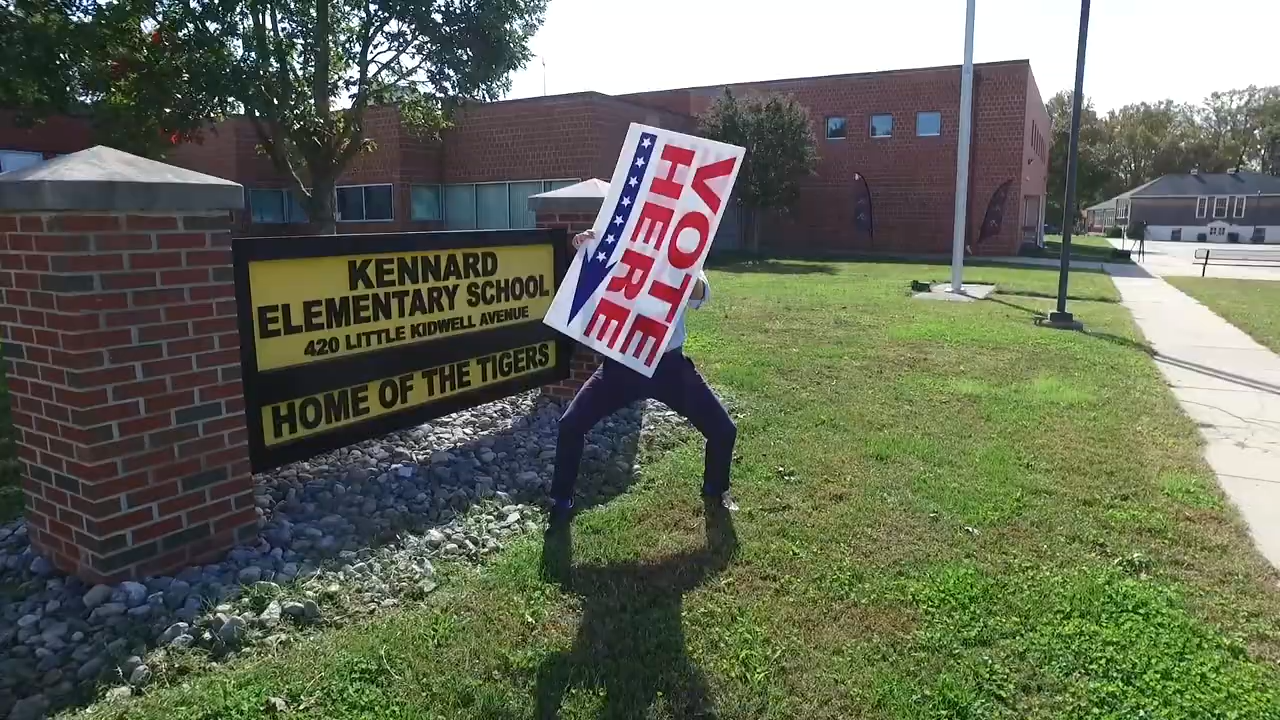 KENNARD
ELEMENTARY SCHOOL
420 LITTLE KIDWELL AVENUE
HOME OF THE TIGERS
VOTE
HERE